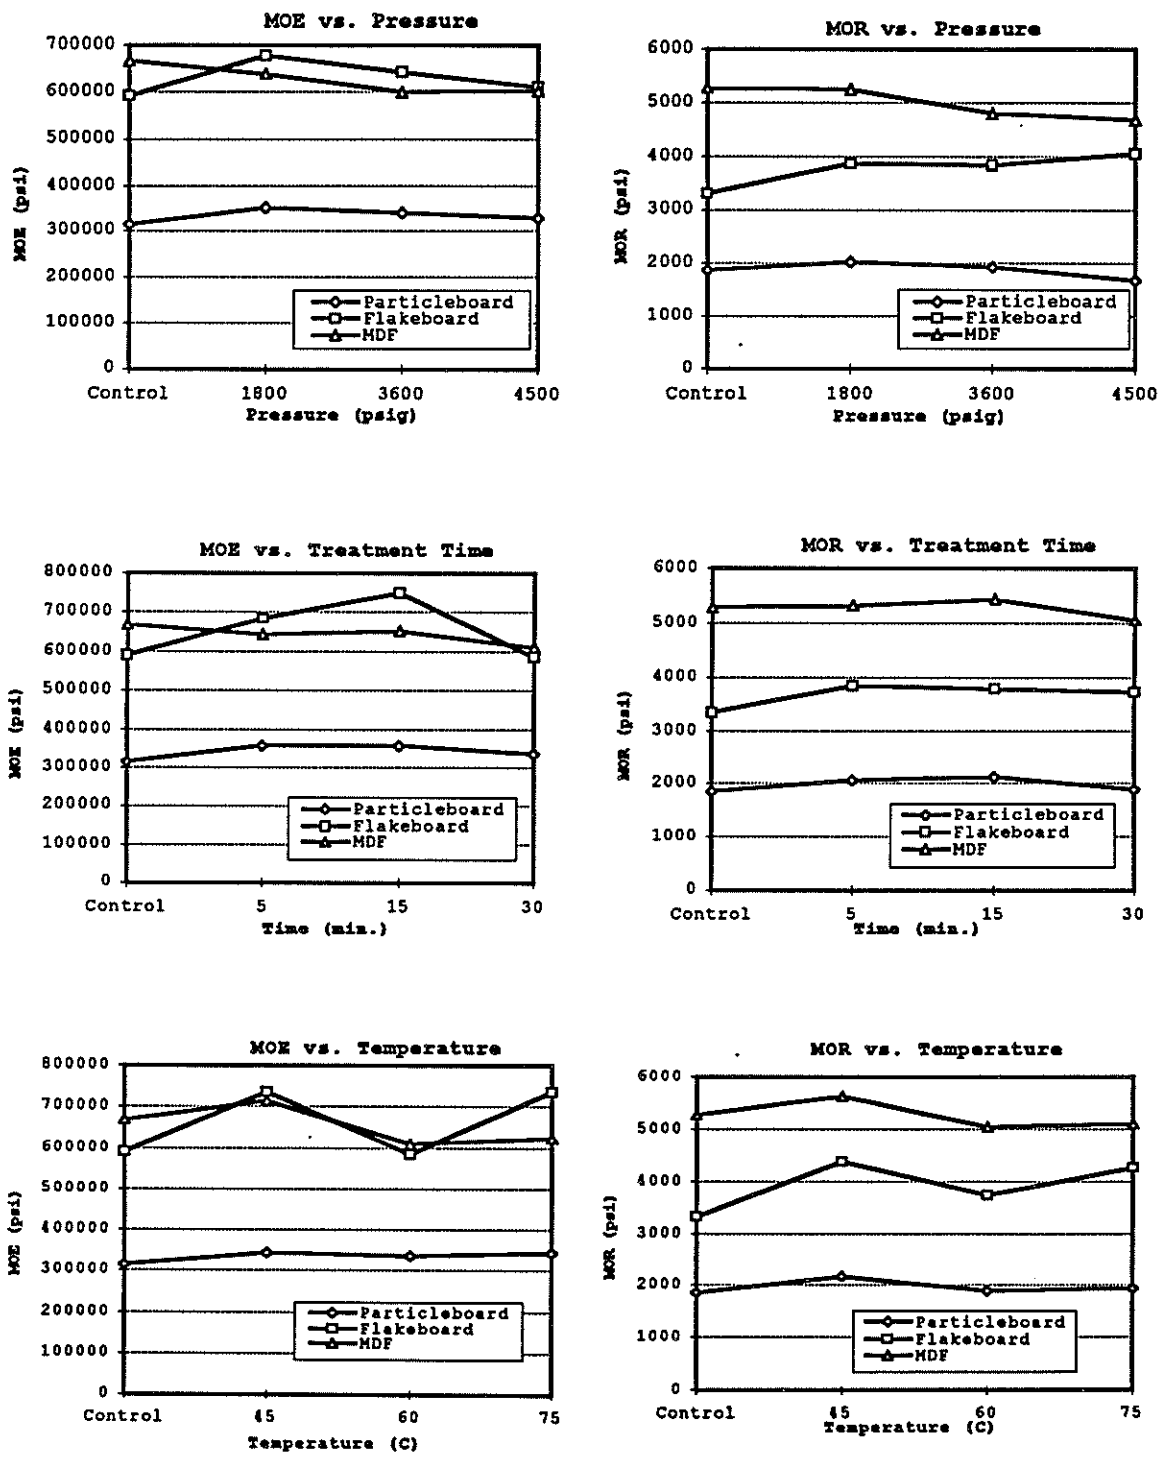 MOE vs. Pressure
700000
600000
500000
400000
300000
200000
100000
0
MOE (psi)
Particleboard
Flakeboard
MDF
Control 1800 3600 4500
Pressure (psig)
MOR vs. Pressure
6000
5000
4000
3000
2000
1000
0
MOR (psi)
Particleboard
Flakeboard
MDF
Control 1800 3600 4500
Pressure (psig)
MOE vs. Treatment Time
800000
700000
600000
500000
400000
300000
200000
100000
0
MOE (psi)
Particleboard
Flakeboard
MDF
Control 5 15 30
Time (min.)
MOR vs. Treatment Time
6000
5000
4000
3000
2000
1000
0
MOR (psi)
Particleboard
Flakeboard
MDF
Control 5 15 30
Time (min.)
MOE vs. Temperature
800000
700000
600000
500000
400000
300000
200000
100000
0
MOE (psi)
Particleboard
Flakeboard
MDF
Control 45 60 75
Temperature (C)
MOR vs. Temperature
6000
5000
4000
3000
2000
1000
0
MOR (psi)
Particleboard
Flakeboard
MDF
Control 45 60 75
Temperature (C)